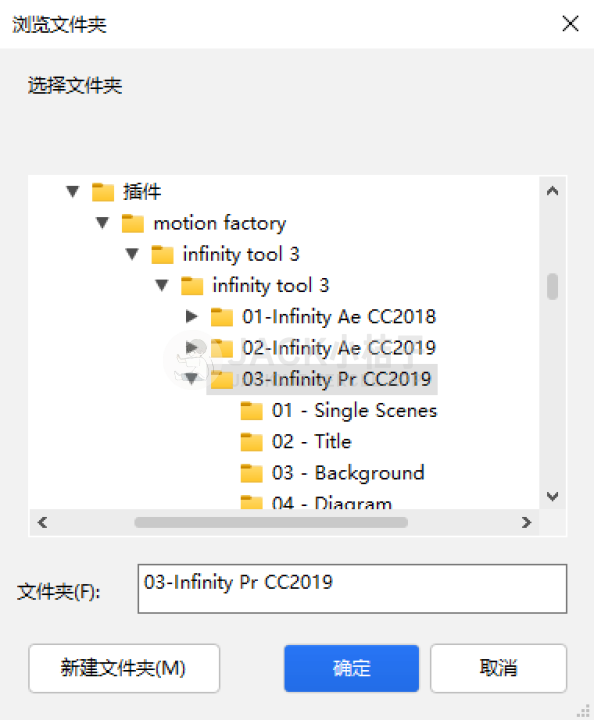 浏览文件夹
选择文件夹
插件
motion factory
infinity tool 3
infinity tool 3
01-Infinity Ae CC2018
02-Infinity Ae CC2019
03-Infinity Pr CC2019
01 - Single Scenes
02 - Title
03 - Background
04 - Diagram
文件夹(F):
03-Infinity Pr CC2019
新建文件夹(M)
确定
取消